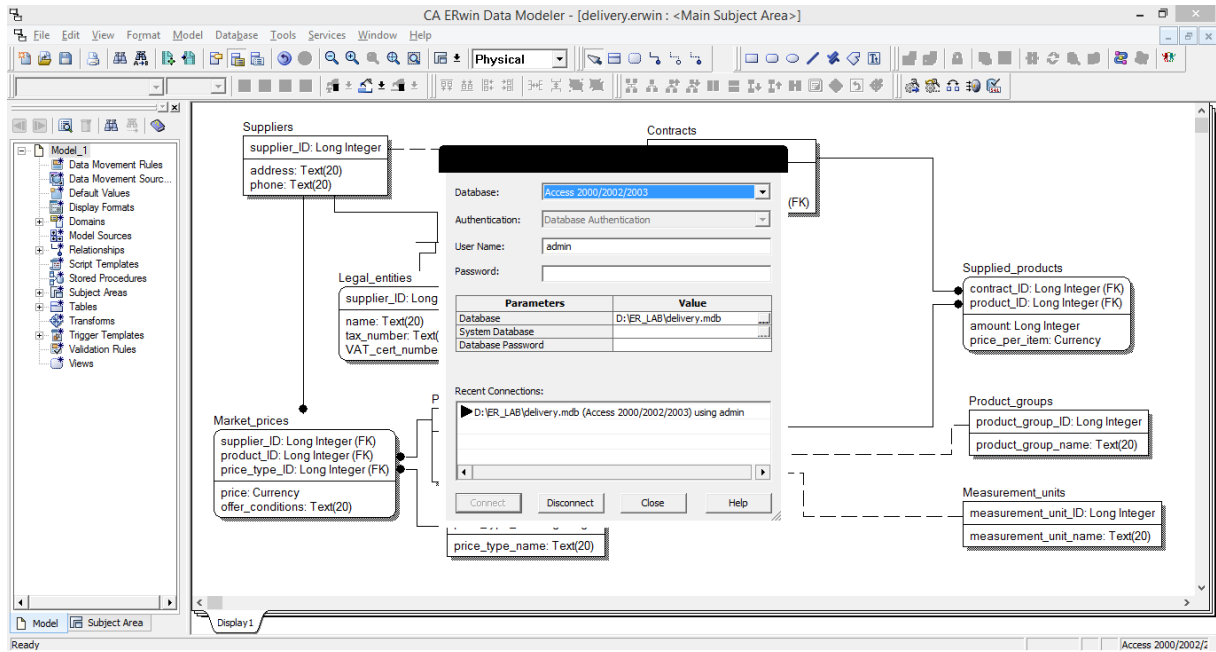 CA ERwin Data Modeler - [delivery.erwin : <Main Subject Area>]
File Edit View Format Model Database Tools Services Window Help
Physical
Model_1
Data Movement Rules
Data Movement Sourc...
Default Values
Display Formats
Domains
Model Sources
Relationships
Script Templates
Stored Procedures
Subject Areas
Tables
Transforms
Trigger Templates
Validation Rules
Views
Model Subject Area
Suppliers
supplier_ID: Long Integer
address: Text(20)
phone: Text(20)
Contracts
(FK)
Legal_entities
supplier_ID: Long
name: Text(20)
tax_number: Text(
VAT_cert_numbe
Market_prices
supplier_ID: Long Integer (FK)
product_ID: Long Integer (FK)
price_type_ID: Long Integer (FK)
price: Currency
offer_conditions: Text(20)
P
price_type_name: Text(20)
Database: Access 2000/2002/2003
Authentication: Database Authentication
User Name: admin
Password:
Parameters Value
Database D:\ER_LAB\delivery.mdb ...
System Database ...
Database Password
Recent Connections:
D:\ER_LAB\delivery.mdb (Access 2000/2002/2003) using admin
Connect Disconnect Close Help
Supplied_products
contract_ID: Long Integer (FK)
product_ID: Long Integer (FK)
amount: Long Integer
price_per_item: Currency
Product_groups
product_group_ID: Long Integer
product_group_name: Text(20)
Measurement_units
measurement_unit_ID: Long Integer
measurement_unit_name: Text(20)
Display1
Ready
Access 2000/2002/2